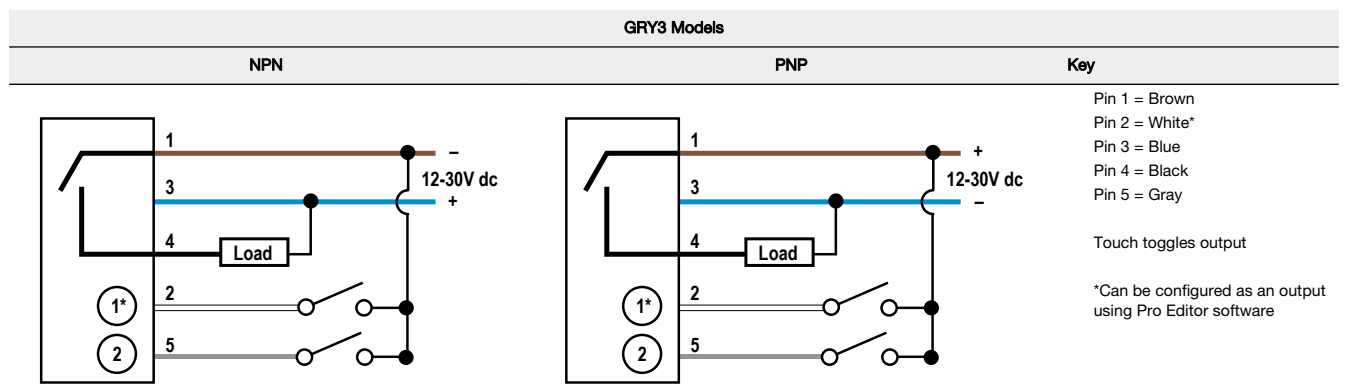 GRY3 Models
NPN
PNP
Key
1
–
12-30V dc
3
+
4
Load
1*
2
2
5
1
+
12-30V dc
3
–
4
Load
1*
2
2
5
Pin 1 = Brown
Pin 2 = White*
Pin 3 = Blue
Pin 4 = Black
Pin 5 = Gray
Touch toggles output
*Can be configured as an output
using Pro Editor software